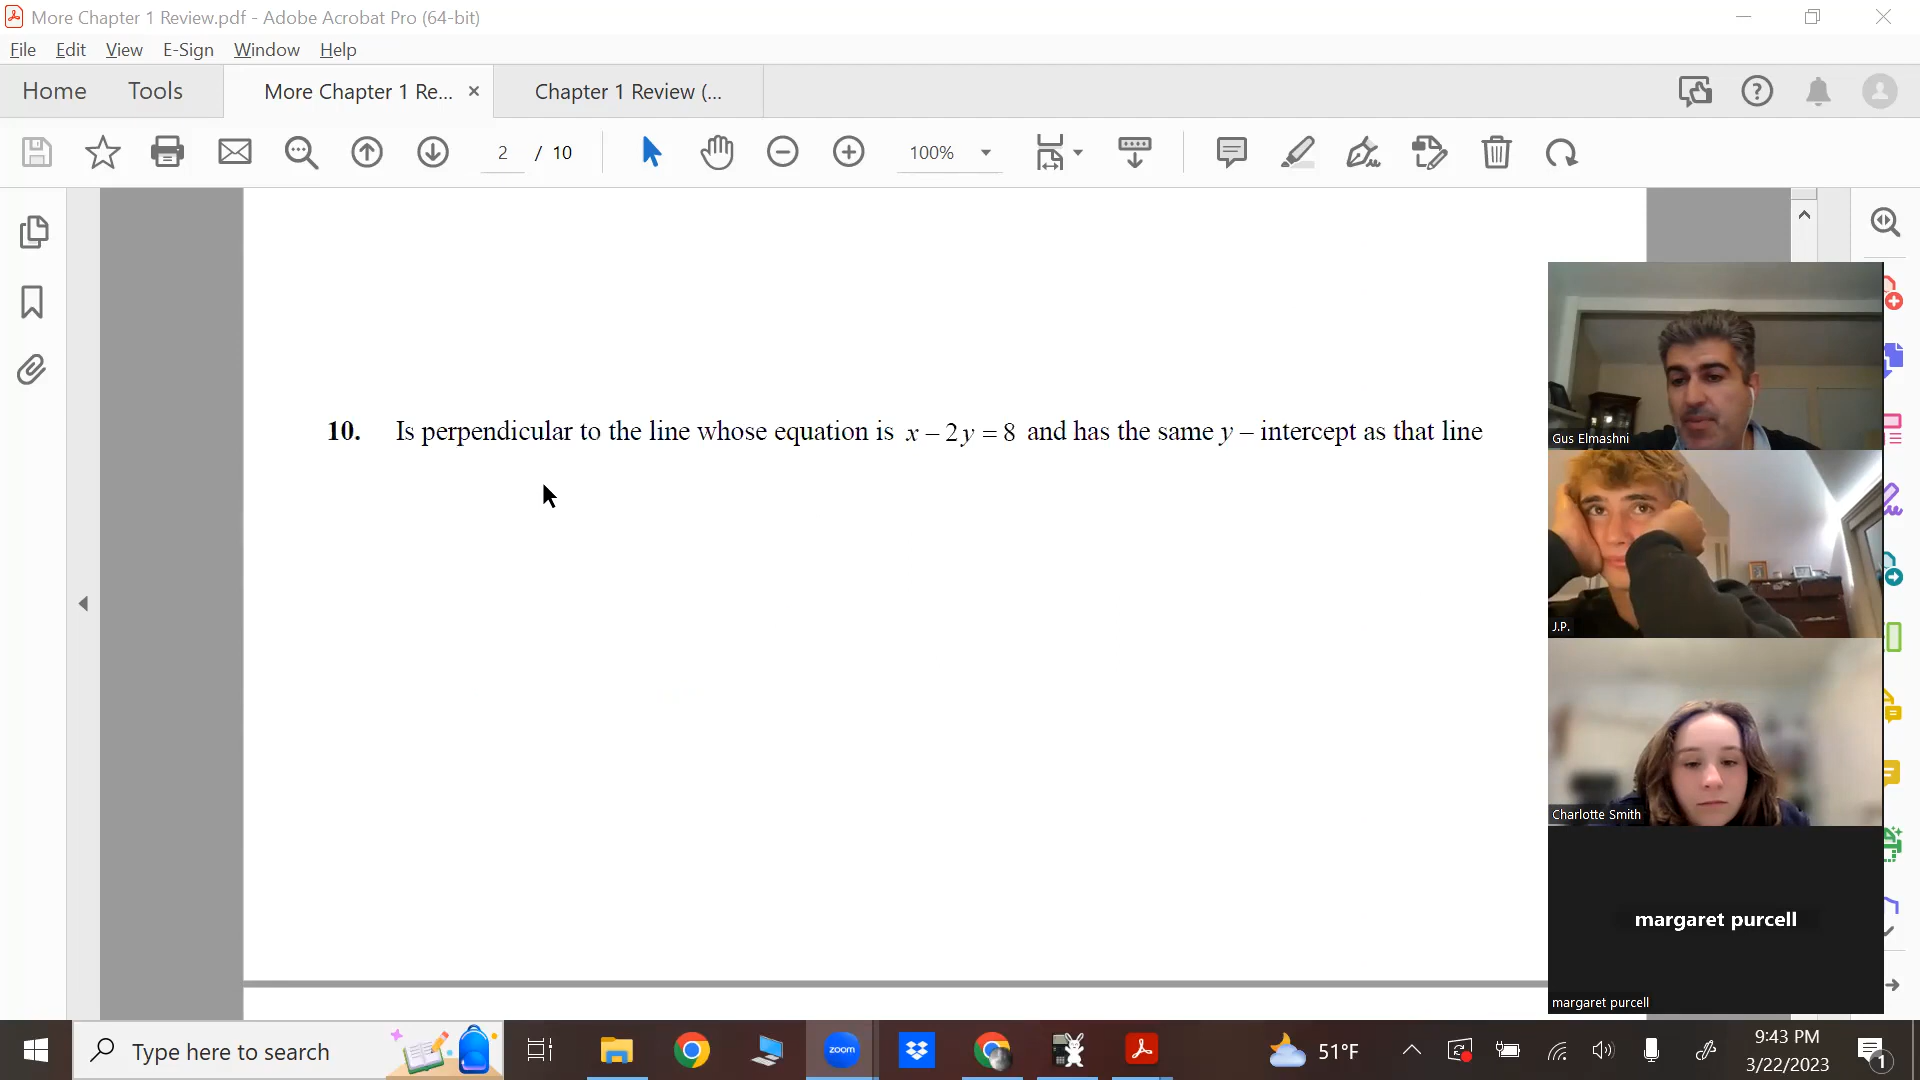 More Chapter 1 Review.pdf - Adobe Acrobat Pro (64-bit)
File Edit View E-Sign Window Help
Home Tools More Chapter 1 Re... × Chapter 1 Review (...
2 / 10 100%
10. Is perpendicular to the line whose equation is x – 2y = 8 and has the same y – intercept as that line
Gus Elmashni
J.P.
Charlotte Smith
margaret purcell
margaret purcell
Type here to search zoom 51°F 9:43 PM
3/22/2023
1